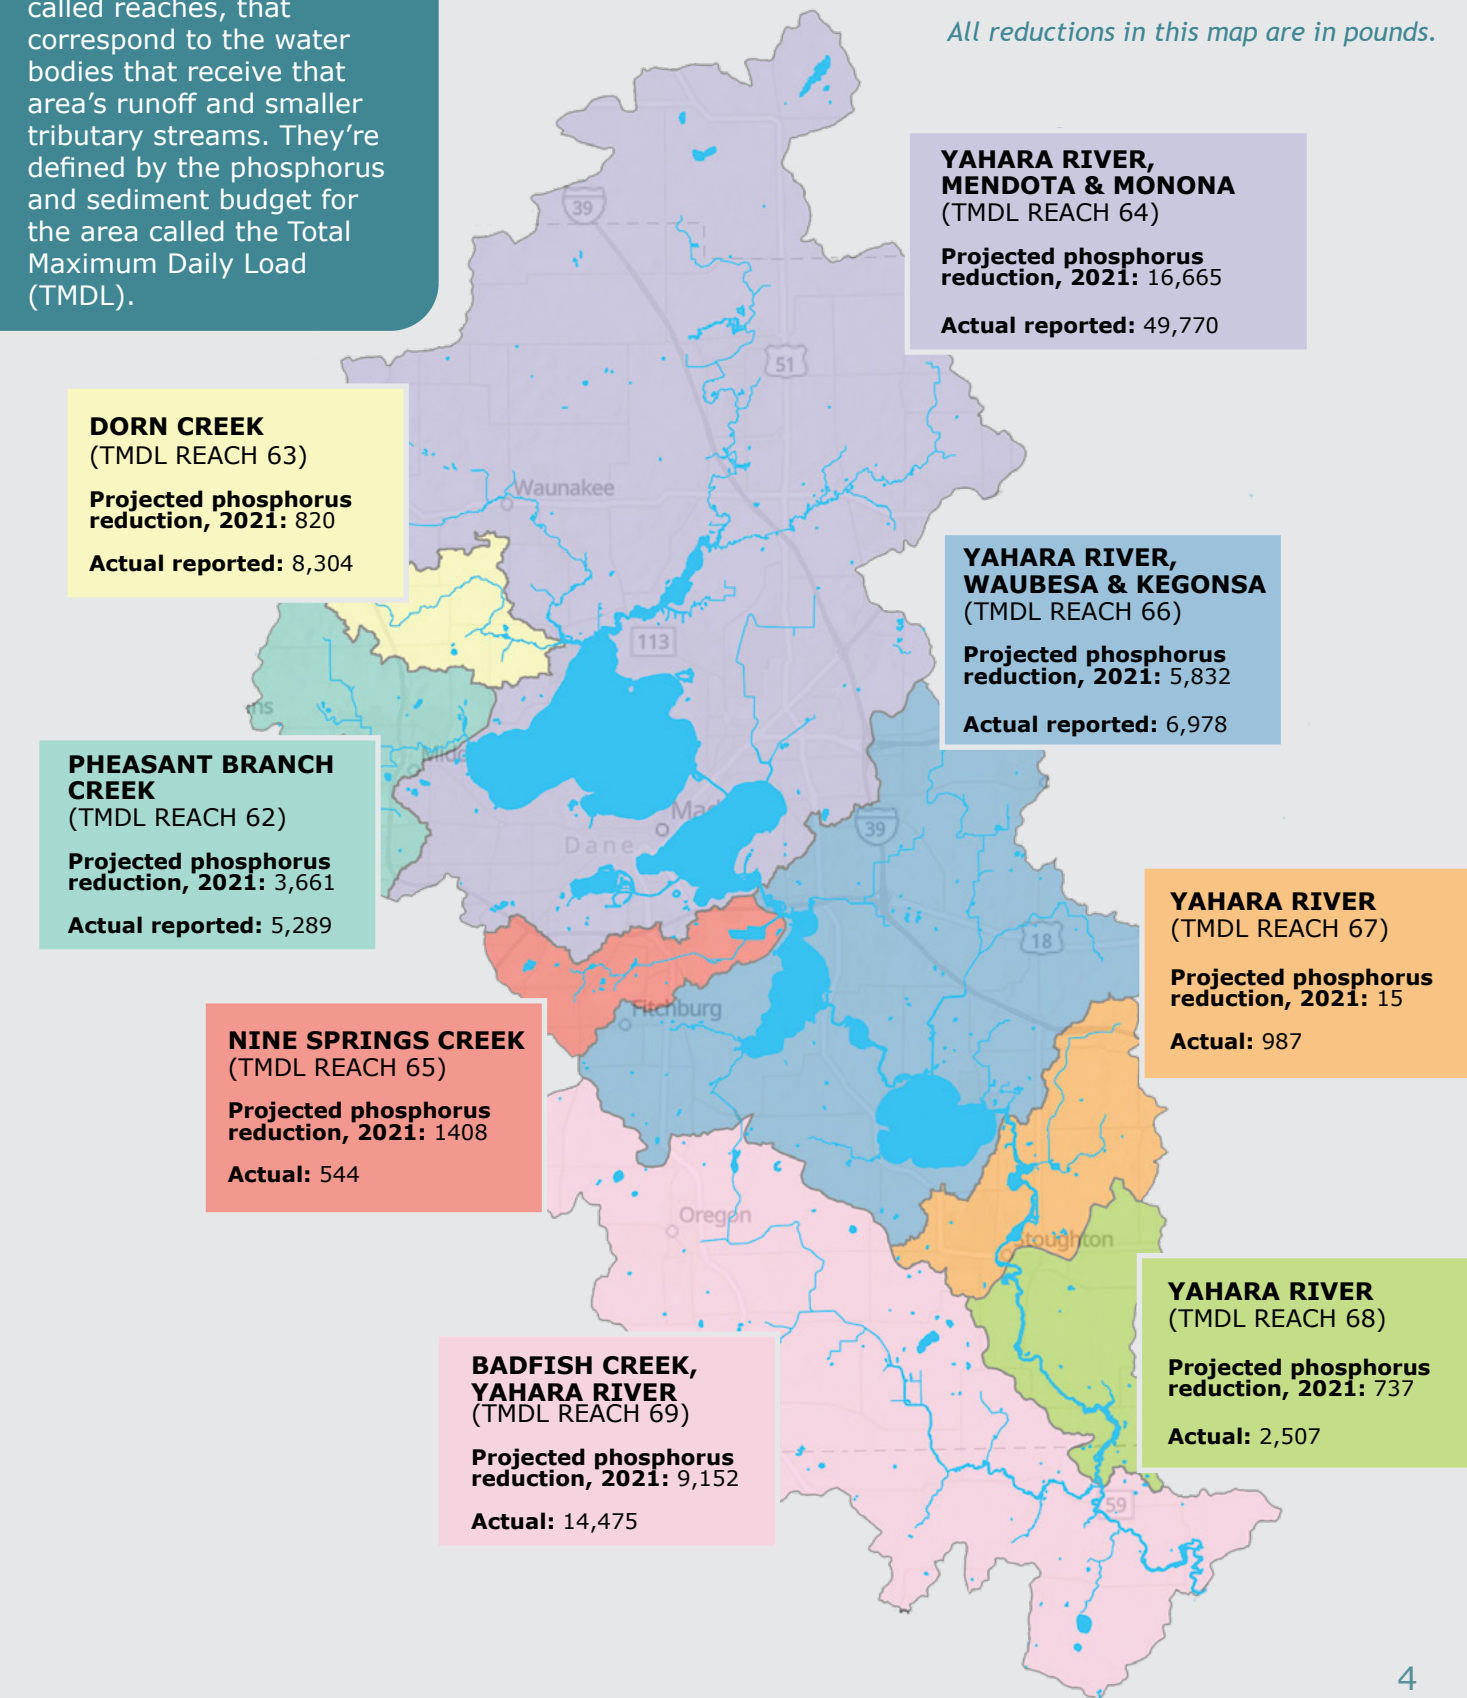 called reaches, that
correspond to the water
bodies that receive that
area's runoff and smaller
tributary streams. They're
defined by the phosphorus
and sediment budget for
the area called the Total
Maximum Daily Load
(TMDL).
All reductions in this map are in pounds.
YAHARA RIVER,
MENDOTA & MONONA
(TMDL REACH 64)
Projected phosphorus
reduction, 2021: 16,665
Actual reported: 49,770
39
51
DORN CREEK
(TMDL REACH 63)
Projected phosphorus
reduction, 2021: 820
Actual reported: 8,304
Waunakee
113
YAHARA RIVER,
WAUBESA & KEGONSA
(TMDL REACH 66)
Projected phosphorus
reduction, 2021: 5,832
Actual reported: 6,978
ns
Midd
PHEASANT BRANCH
CREEK
(TMDL REACH 62)
Projected phosphorus
reduction, 2021: 3,661
Actual reported: 5,289
Mad
Dane
39
18
YAHARA RIVER
(TMDL REACH 67)
Projected phosphorus
reduction, 2021: 15
Actual: 987
Fitchburg
NINE SPRINGS CREEK
(TMDL REACH 65)
Projected phosphorus
reduction, 2021: 1408
Actual: 544
Oregon
Stoughton
YAHARA RIVER
(TMDL REACH 68)
Projected phosphorus
reduction, 2021: 737
Actual: 2,507
BADFISH CREEK,
YAHARA RIVER
(TMDL REACH 69)
Projected phosphorus
reduction, 2021: 9,152
Actual: 14,475
59
4